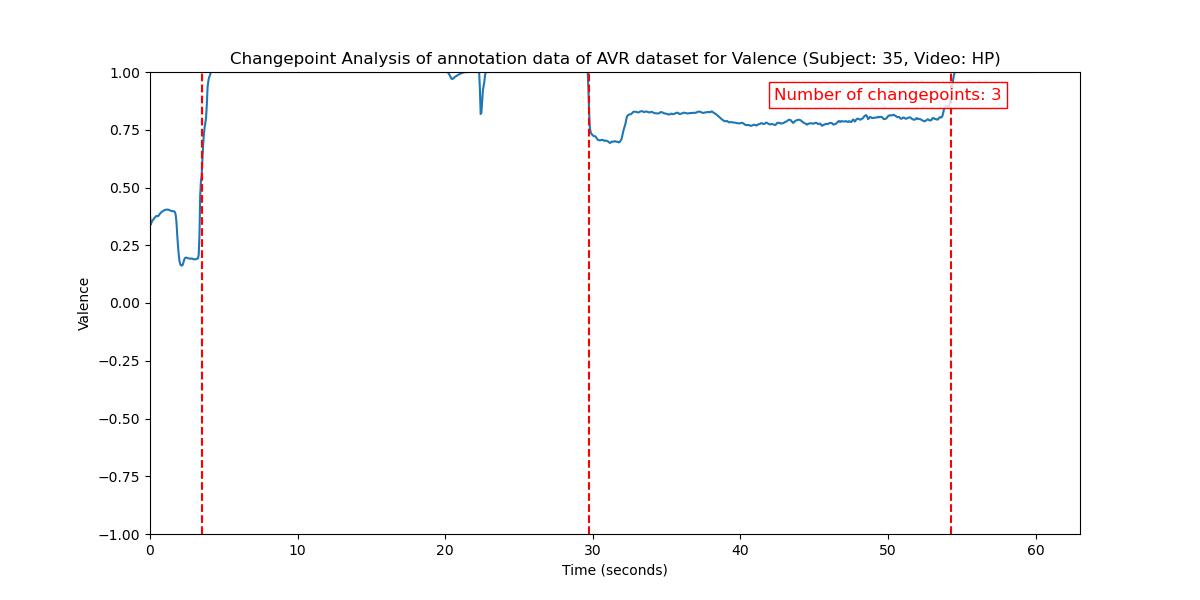 Changepoint Analysis of annotation data of AVR dataset for Valence (Subject: 35, Video: HP)
Number of changepoints: 3
1.00
0.75
0.50
0.25
0.00
−0.25
−0.50
−0.75
−1.00
Valence
0 10 20 30 40 50 60
Time (seconds)